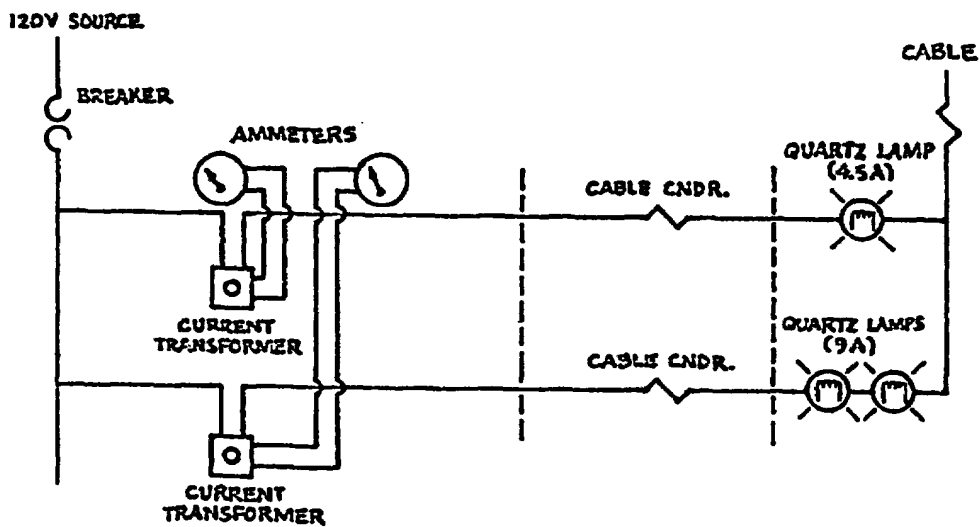 120V SOURCE
BREAKER
AMMETERS
CABLE
QUARTZ LAMP
(4.5A)
CABLE CNDR.
CURRENT
TRANSFORMER
QUARTZ LAMPS
(9A)
CABLE CNDR.
CURRENT
TRANSFORMER